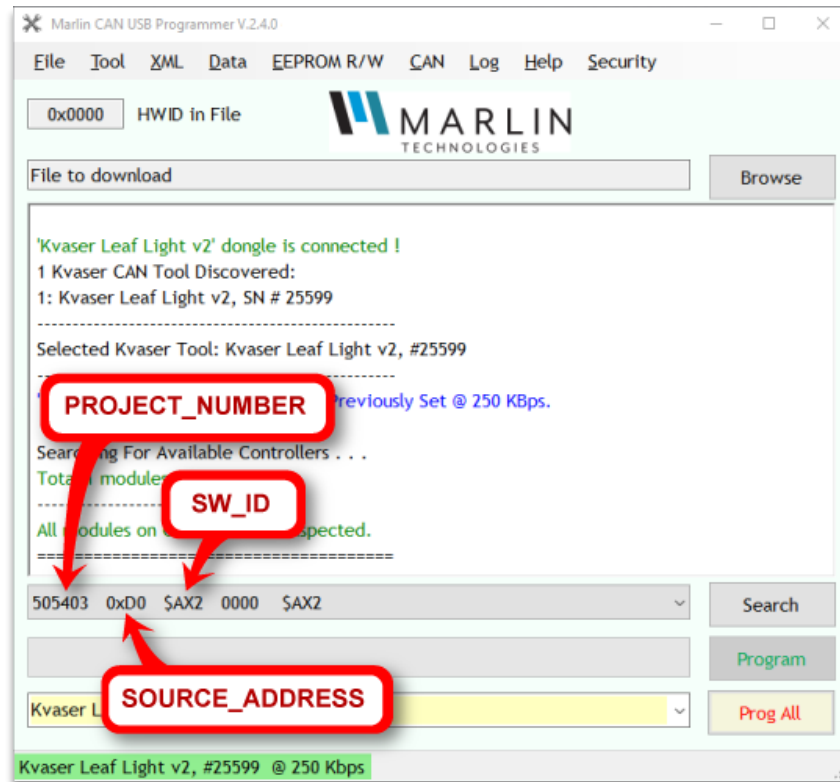 Marlin CAN USB Programmer V.2.4.0
File Tool XML Data EEPROM R/W CAN Log Help Security
0x0000 HWID in File
MARLIN
TECHNOLOGIES
File to download Browse
'Kvaser Leaf Light v2' dongle is connected !
1 Kvaser CAN Tool Discovered:
1: Kvaser Leaf Light v2, SN # 25599
----------------------------------------------------
Selected Kvaser Tool: Kvaser Leaf Light v2, #25599
----------------------------------------------------
PROJECT_NUMBER
Previously Set @ 250 KBps.
Searching For Available Controllers . . .
Total modules
SW_ID
All modules on spected.
========================================
505403 0xD0 $AX2 0000 $AX2 Search
Program
SOURCE_ADDRESS
Kvaser L Prog All
Kvaser Leaf Light v2, #25599 @ 250 Kbps